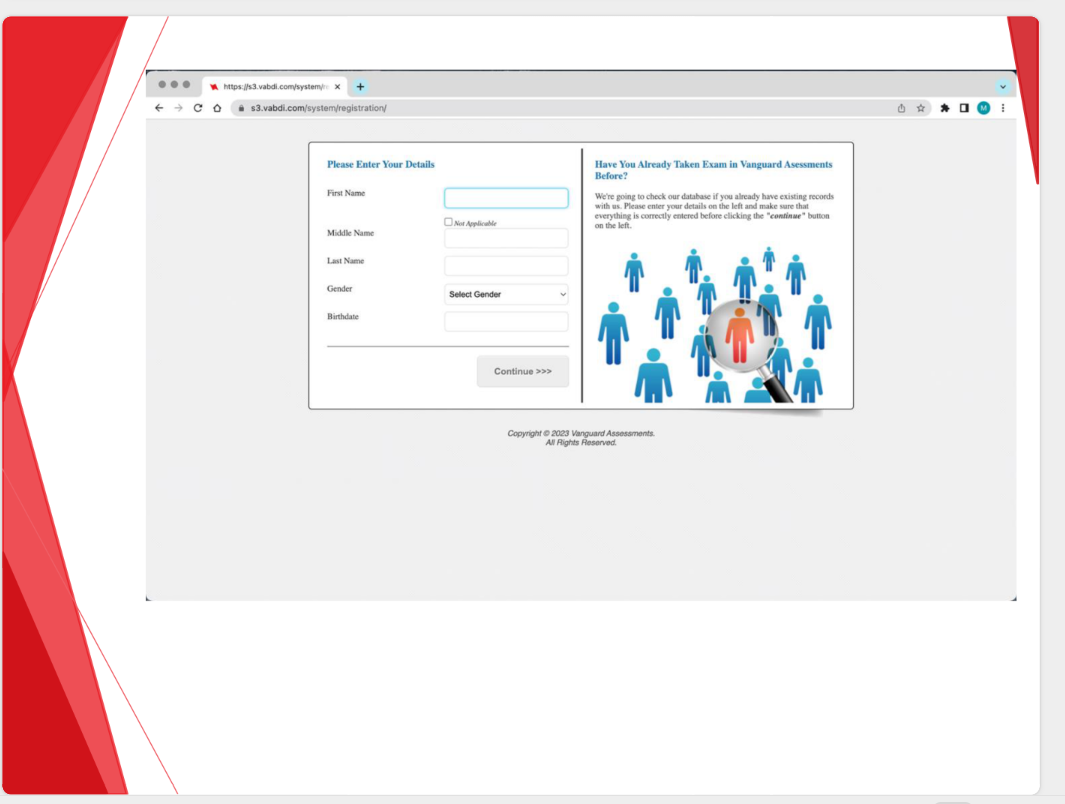 https://s3.vabdi.com/system/re
s3.vabdi.com/system/registration/
M
Please Enter Your Details
First Name
Not Applicable
Middle Name
Last Name
Gender
Select Gender
Birthdate
Continue >>>
Have You Already Taken Exam in Vanguard Asessments
Before?
We're going to check our database if you already have existing records
with us. Please enter your details on the left and make sure that
everything is correctly entered before clicking the "continue" button
on the left.
Copyright © 2023 Vanguard Assessments.
All Rights Reserved.